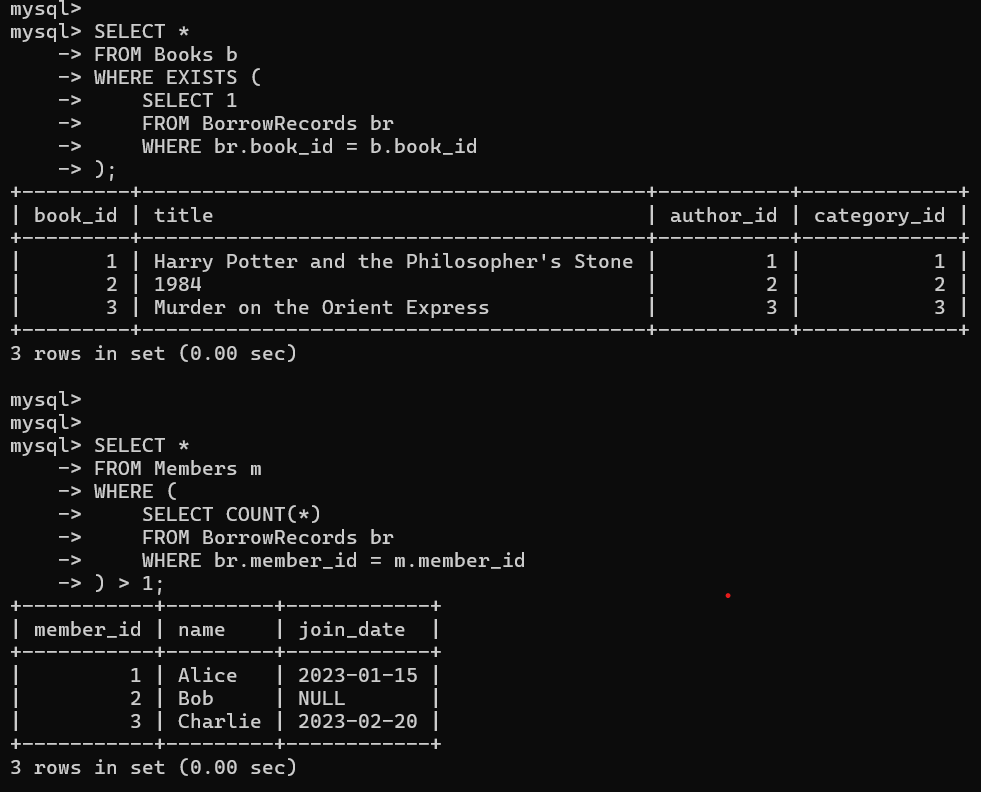 mysql>
mysql> SELECT *
    -> FROM Books b
    -> WHERE EXISTS (
    ->     SELECT 1
    ->     FROM BorrowRecords br
    ->     WHERE br.book_id = b.book_id
    -> );
+---------+-------------------------------------------+-----------+-------------+
| book_id | title                                     | author_id | category_id |
+---------+-------------------------------------------+-----------+-------------+
|       1 | Harry Potter and the Philosopher's Stone |         1 |           1 |
|       2 | 1984                                      |         2 |           2 |
|       3 | Murder on the Orient Express              |         3 |           3 |
+---------+-------------------------------------------+-----------+-------------+
3 rows in set (0.00 sec)

mysql>
mysql>
mysql> SELECT *
    -> FROM Members m
    -> WHERE (
    ->     SELECT COUNT(*)
    ->     FROM BorrowRecords br
    ->     WHERE br.member_id = m.member_id
    -> ) > 1;
+-----------+---------+------------+
| member_id | name    | join_date  |
+-----------+---------+------------+
|         1 | Alice   | 2023-01-15 |
|         2 | Bob     | NULL       |
|         3 | Charlie | 2023-02-20 |
+-----------+---------+------------+
3 rows in set (0.00 sec)